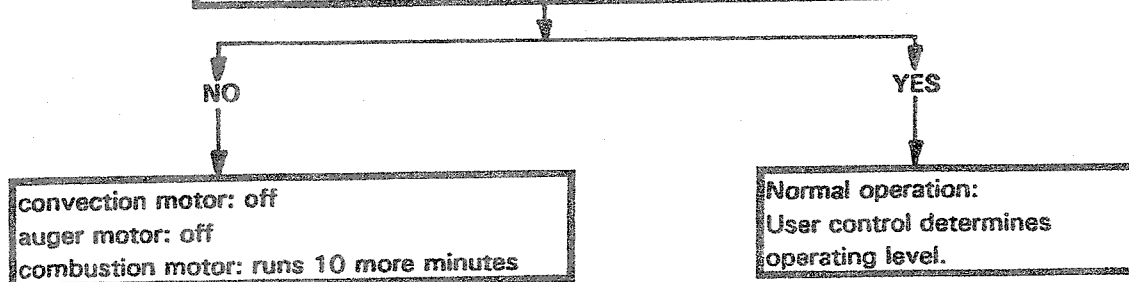 NO
YES
convection motor: off
auger motor: off
combustion motor: runs 10 more minutes
Normal operation:
User control determines
operating level.